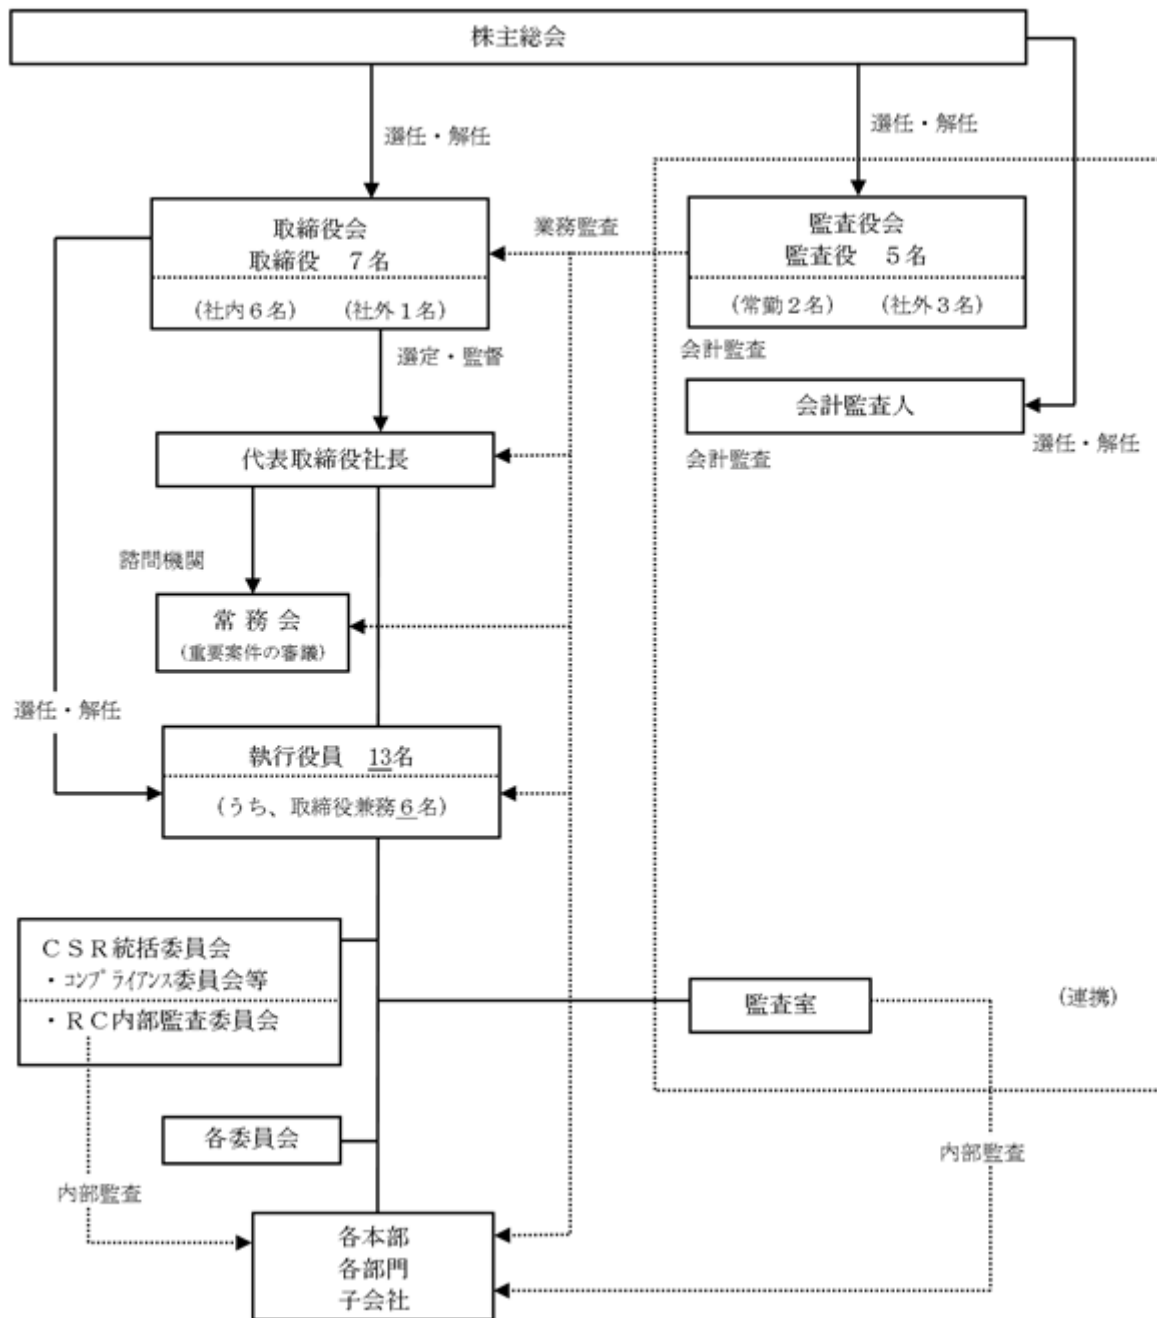 株主総会
選任・解任
選任・解任
取締役会
取締役 7名
(社内6名) (社外1名)
業務監査
監査役会
監査役 5名
(常勤2名) (社外3名)
会計監査
選定・監督
会計監査人
選任・解任
会計監査
代表取締役社長
諮問機関
常務会
(重要案件の審議)
選任・解任
執行役員 13名
(うち、取締役兼務6名)
CSR統括委員会
・コンプライアンス委員会等
・RC内部監査委員会
監査室
(連携)
各委員会
内部監査
内部監査
各本部
各部門
子会社